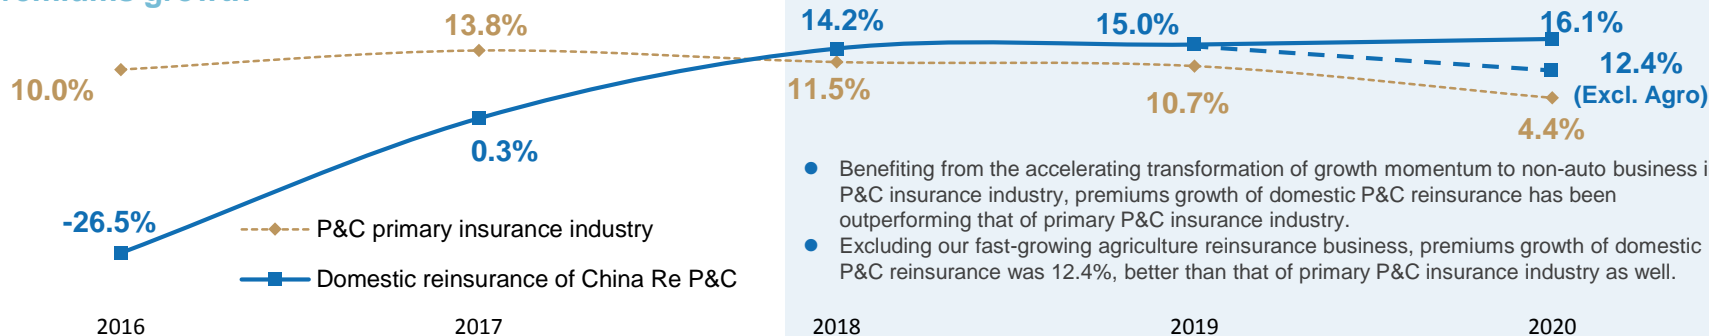 growth
13.8%
14.2%
15.0%
16.1%
10.0%
11.5%
10.7%
12.4%
(Excl. Agro)
4.4%
0.3%
-26.5%
P&C primary insurance industry
Domestic reinsurance of China Re P&C
● Benefiting from the accelerating transformation of growth momentum to non-auto business
P&C insurance industry, premiums growth of domestic P&C reinsurance has been
outperforming that of primary P&C insurance industry.
● Excluding our fast-growing agriculture reinsurance business, premiums growth of domestic
P&C reinsurance was 12.4%, better than that of primary P&C insurance industry as well.
2016 2017 2018 2019 2020